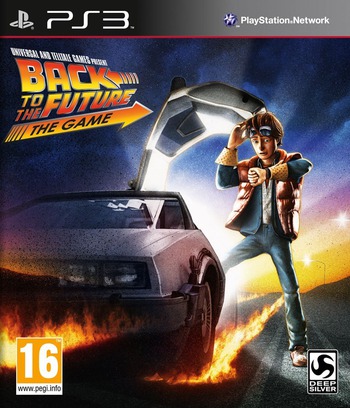 PS3
PlayStation®Network
UNIVERSAL AND TELLTALE GAMES PRESENT
BACK
TO THE
FUTURE
THE GAME
16
www.pegi.info
DEEP
SILVER